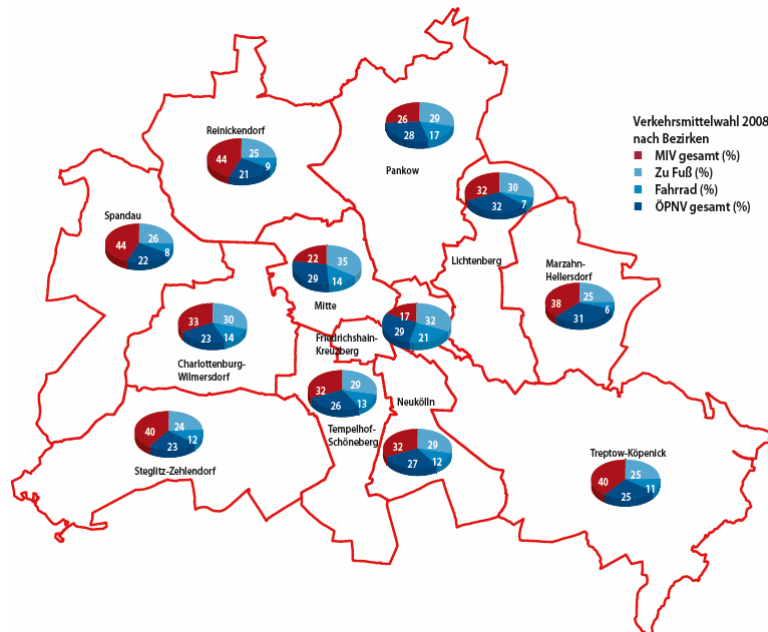 Verkehrsmittelwahl 2008
nach Bezirken
MIV gesamt (%)
Zu Fuß (%)
Fahrrad (%)
ÖPNV gesamt (%)
26
29
28
17
Pankow
Reinickendorf
44
25
21
9
32
30
32
7
Lichtenberg
Spandau
44
26
22
8
22
35
29
14
Mitte
Marzahn-
Hellersdorf
38
25
31
6
33
30
23
14
Charlottenburg-
Wilmersdorf
17
32
29
21
Friedrichshain-
Kreuzberg
32
29
26
13
Tempelhof-
Schöneberg
Neukölln
32
29
27
12
40
24
23
12
Steglitz-Zehlendorf
Treptow-Köpenick
40
25
25
11